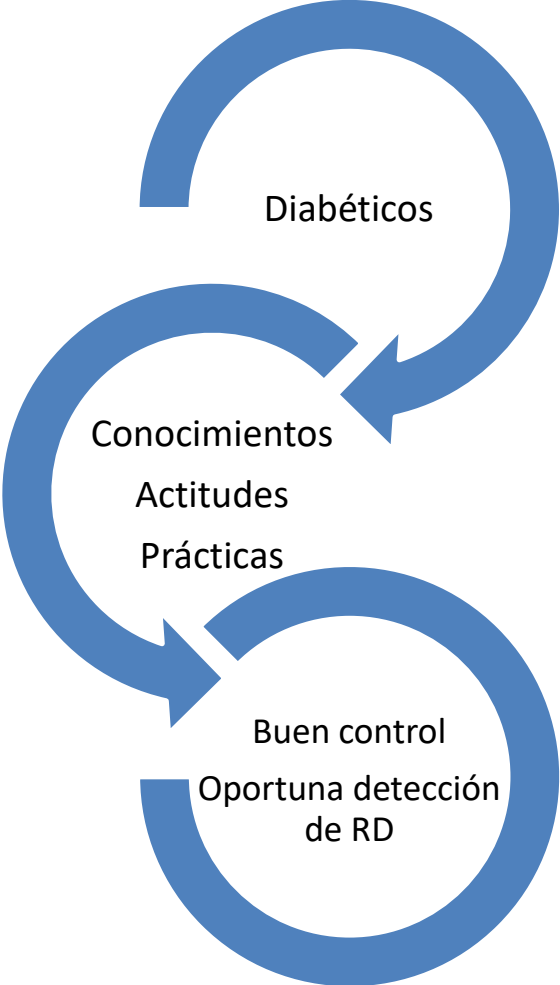 Diabéticos
Conocimientos
Actitudes
Prácticas
Buen control
Oportuna detección
de RD